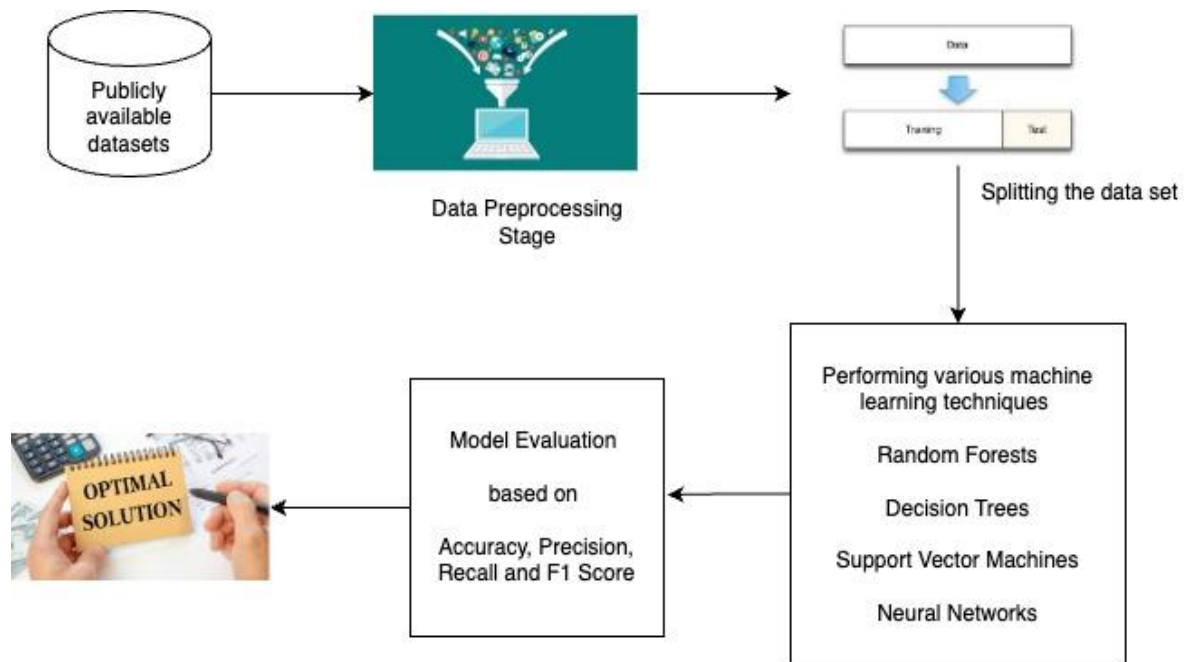 Publicly
available
datasets
Data Preprocessing
Stage
Data
Training
Test
Splitting the data set
Performing various machine
learning techniques
Random Forests
Decision Trees
Support Vector Machines
Neural Networks
Model Evaluation
based on
Accuracy, Precision,
Recall and F1 Score
OPTIMAL
SOLUTION